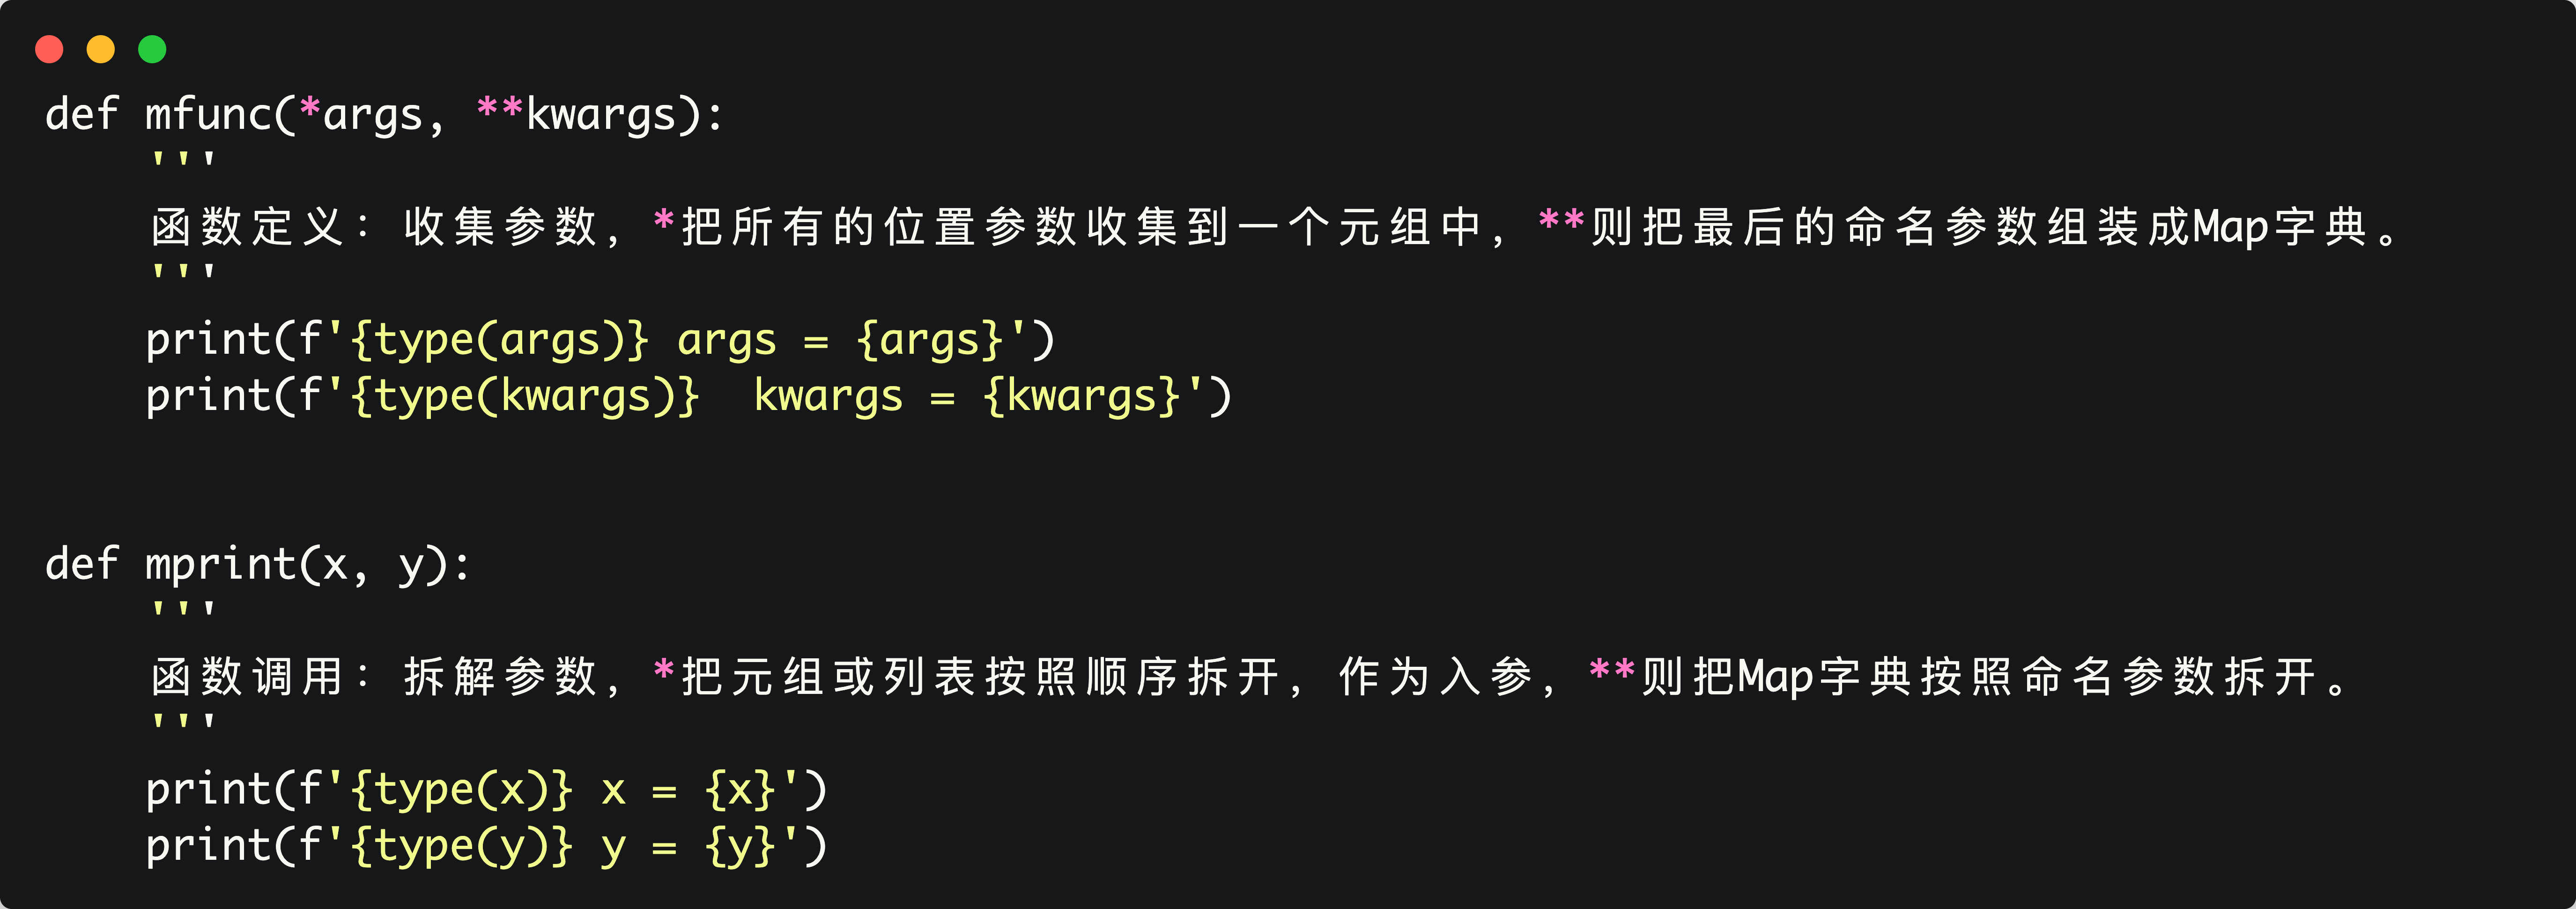 def mfunc(*args, **kwargs):
    '''
    函数定义：收集参数，*把所有的位置参数收集到一个元组中，**则把最后的命名参数组装成Map字典。
    '''
    print(f'{type(args)} args = {args}')
    print(f'{type(kwargs)}  kwargs = {kwargs}')
def mprint(x, y):
    '''
    函数调用：拆解参数，*把元组或列表按照顺序拆开，作为入参，**则把Map字典按照命名参数拆开。
    '''
    print(f'{type(x)} x = {x}')
    print(f'{type(y)} y = {y}')